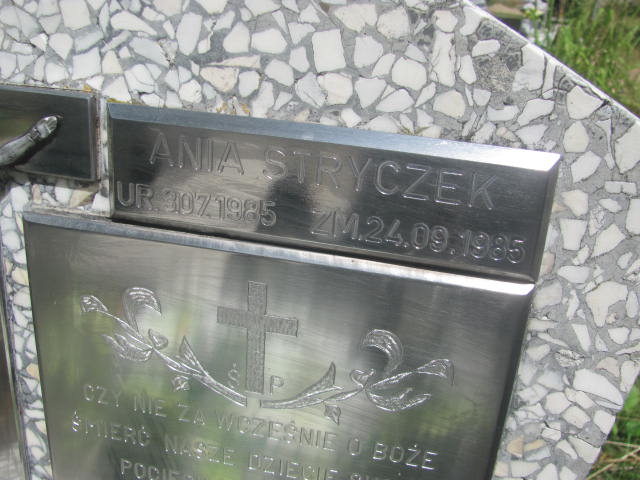 ANIA STRYCZEK
UR.30.7.1985 ZM.24.09.1985
Ś P
CZY NIE ZA WCZEŚNIE O BOŻE
ŚMIERĆ NASZE DZIECIĘ